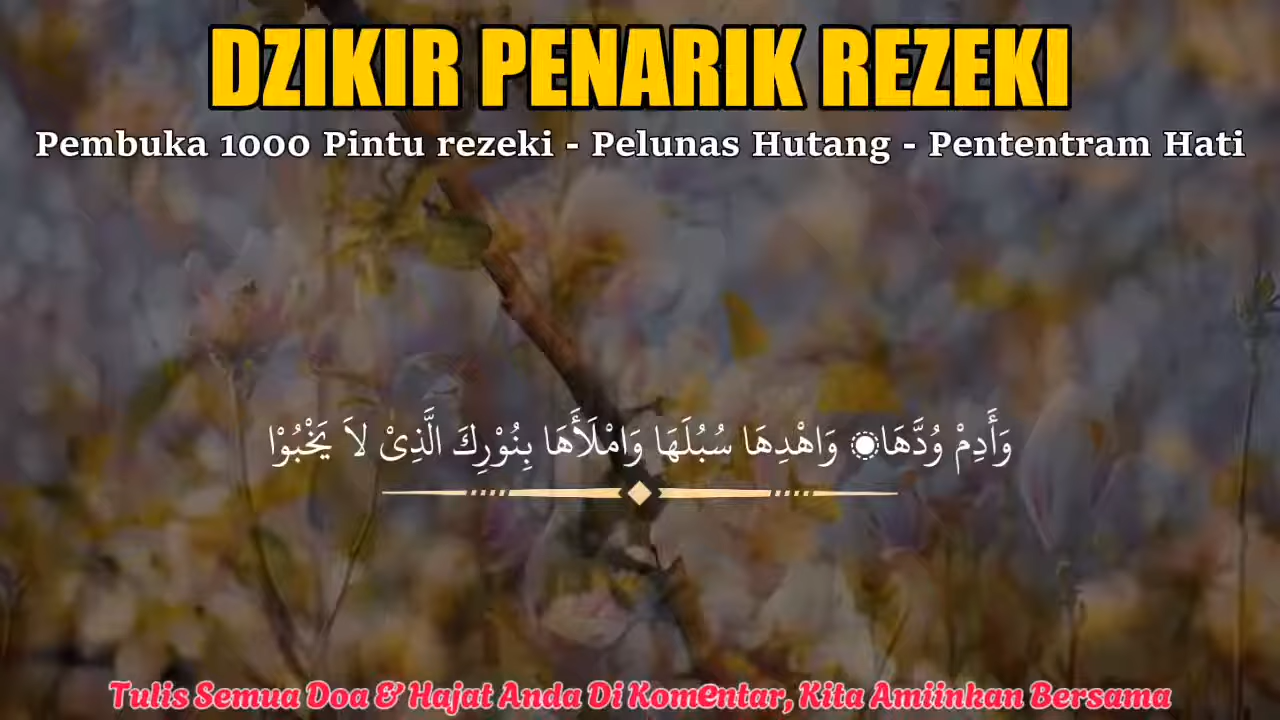 DZIKIR PENARIK REZEKI
Pembuka 1000 Pintu rezeki - Pelunas Hutang - Pententram Hati
وَأَدِمْ وُدَّهَا۞ وَاهْدِهَا سُبُلَهَا وَامْلَأَهَا بِنُوْرِكَ الَّذِىْ لاَ يَخْبُوْا
Tulis Semua Doa & Hajat Anda Di Komentar, Kita Amiinkan Bersama